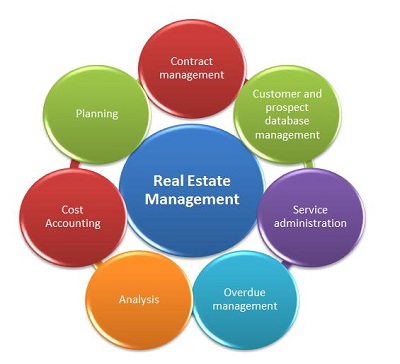 Contract
management
Customer and
prospect
database
management
Service
administration
Overdue
management
Analysis
Cost
Accounting
Planning
Real Estate
Management